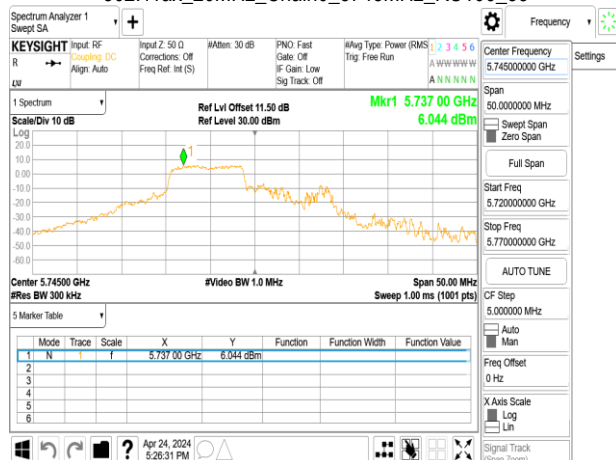 Spectrum Analyzer 1
Swept SA
Frequency
Settings
KEYSIGHT
R
Input: RF
Coupling: DC
Align: Auto
Input Z: 50 Ω
Corrections: Off
Freq Ref: Int (S)
#Atten: 30 dB
PNO: Fast
Gate: Off
IF Gain: Low
Sig Track: Off
#Avg Type: Power (RMS
Trig: Free Run
1 2 3 4 5 6
A W W W W W
A N N N N N
1 Spectrum
Scale/Div 10 dB
Ref Lvl Offset 11.50 dB
Ref Level 30.00 dBm
Mkr1 5.737 00 GHz
6.044 dBm
Log
20.0
10.0
0.00
-10.0
-20.0
-30.0
-40.0
-50.0
-60.0
1
Center 5.74500 GHz
#Res BW 300 kHz
#Video BW 1.0 MHz
Span 50.00 MHz
Sweep 1.00 ms (1001 pts)
5 Marker Table
Mode Trace Scale X Y Function Function Width Function Value
1 N 1 f 5.737 00 GHz 6.044 dBm
2
3
4
5
6
Center Frequency
5.745000000 GHz
Span
50.0000000 MHz
Swept Span
Zero Span
Full Span
Start Freq
5.720000000 GHz
Stop Freq
5.770000000 GHz
AUTO TUNE
CF Step
5.000000 MHz
Auto
Man
Freq Offset
0 Hz
X Axis Scale
Log
Lin
Signal Track
(Span Zoom)
?
Apr 24, 2024
5:26:31 PM